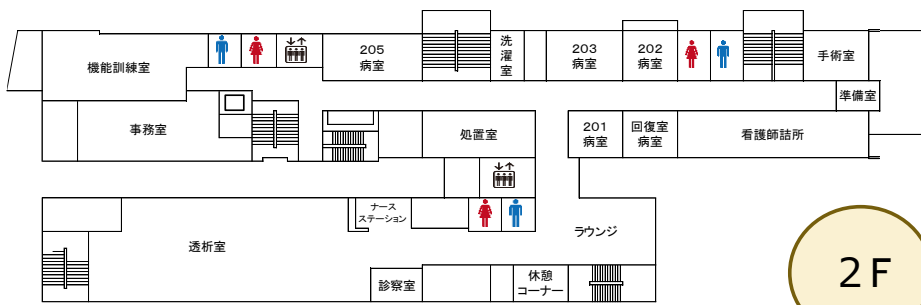 機能訓練室
205
病室
洗
濯
室
203
病室
202
病室
手術室
準備室
事務室
処置室
201
病室
回復室
病室
看護師詰所
ナース
ステーション
透析室
ラウンジ
診察室
休憩
コーナー
2F